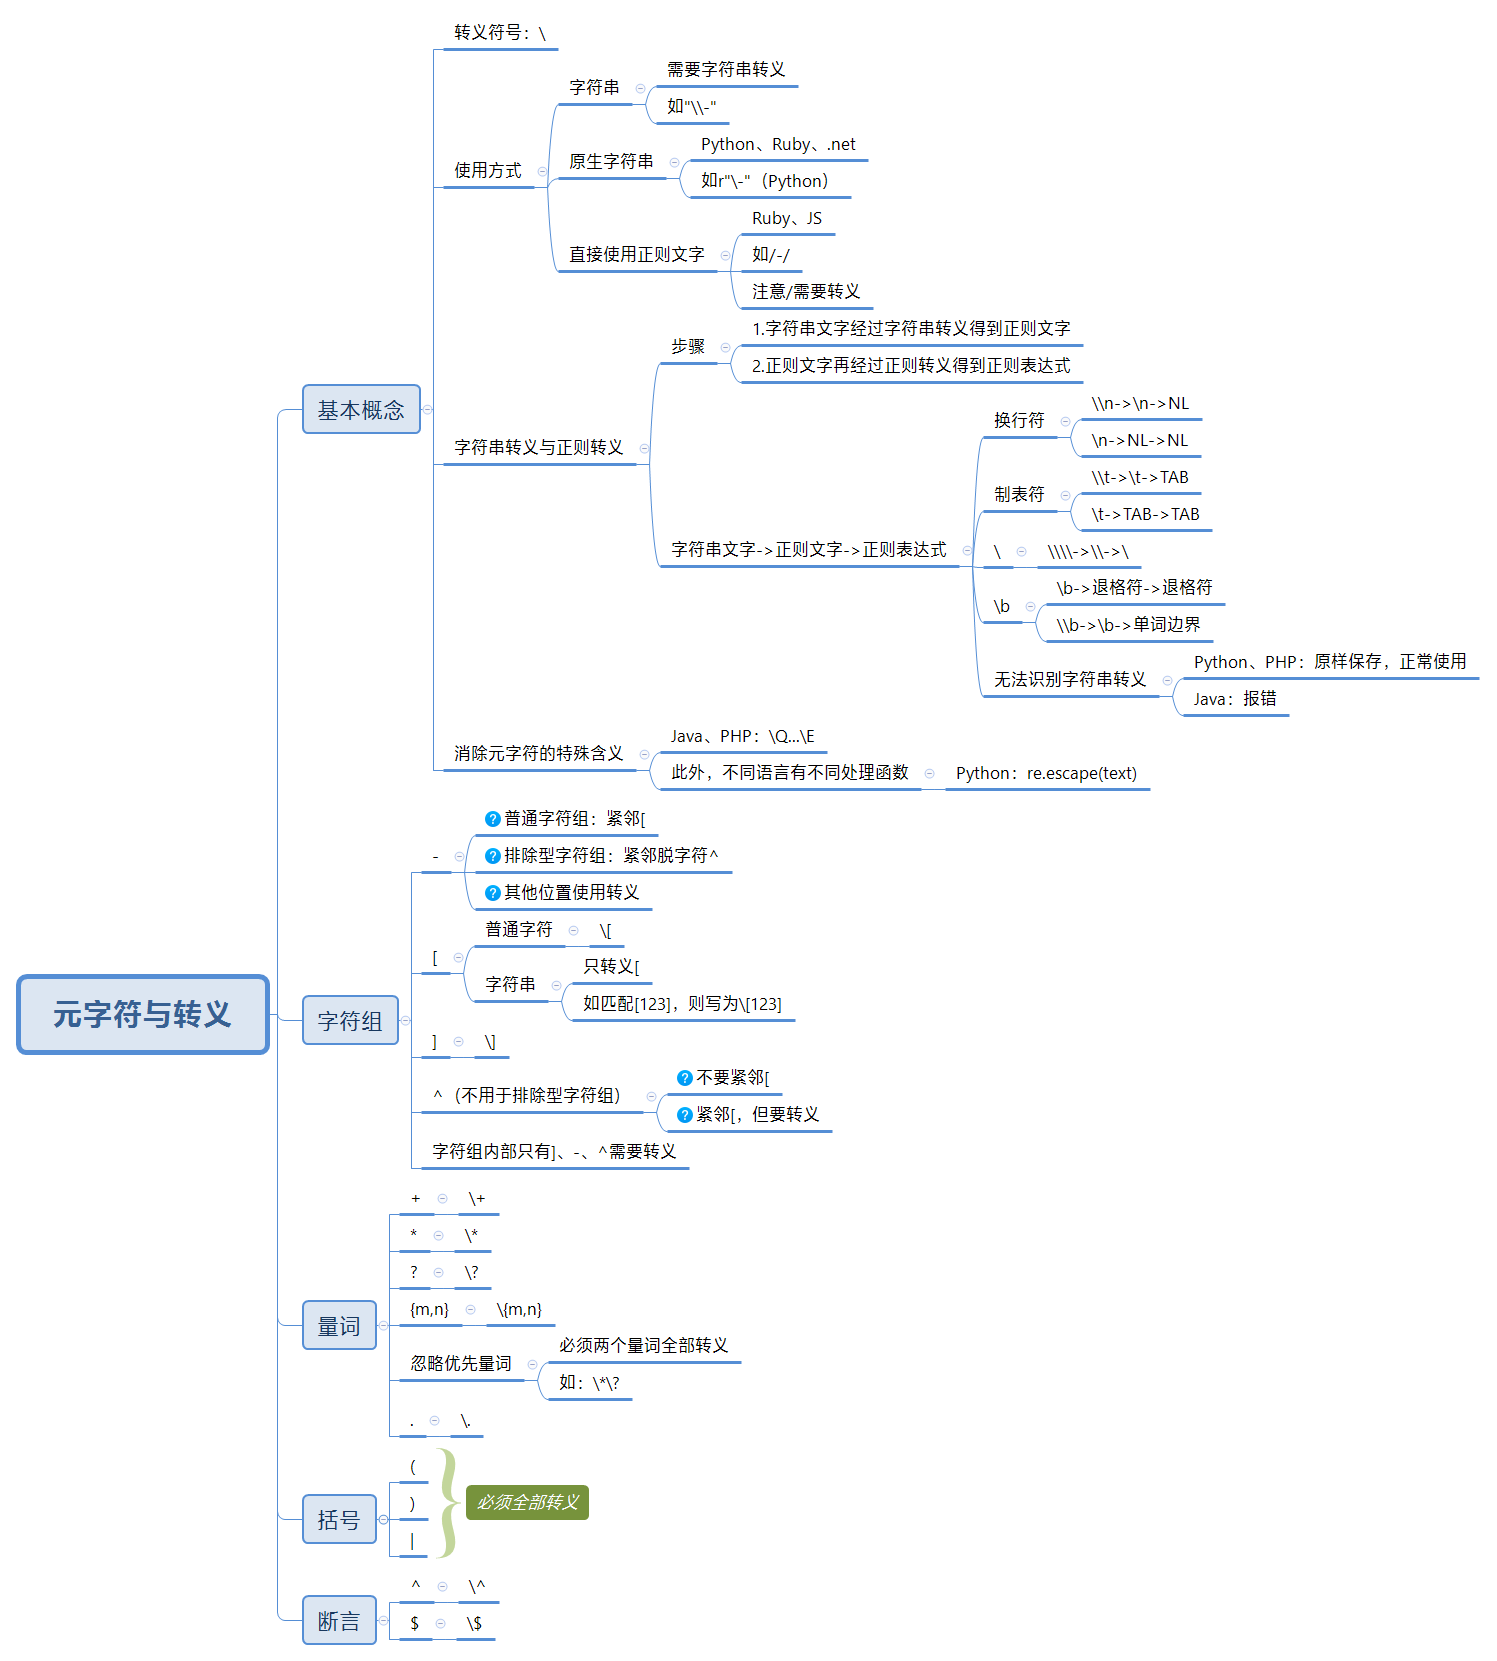 元字符与转义
基本概念
转义符号：\
使用方式
字符串
需要字符串转义
如"\\-"
原生字符串
Python、Ruby、.net
如r"\-"（Python）
直接使用正则文字
Ruby、JS
如/-/
注意/需要转义
字符串转义与正则转义
步骤
1.字符串文字经过字符串转义得到正则文字
2.正则文字再经过正则转义得到正则表达式
字符串文字->正则文字->正则表达式
换行符
\\n->\n->NL
\n->NL->NL
制表符
\\t->\t->TAB
\t->TAB->TAB
\
\\\\->\\->\
\b
\b->退格符->退格符
\\b->\b->单词边界
无法识别字符串转义
Python、PHP：原样保存，正常使用
Java：报错
消除元字符的特殊含义
Java、PHP：\Q...\E
此外，不同语言有不同处理函数
Python：re.escape(text)
字符组
-
?普通字符组：紧邻[
?排除型字符组：紧邻脱字符^
?其他位置使用转义
[
普通字符
\[
字符串
只转义[
如匹配[123]，则写为\[123]
]
\]
^（不用于排除型字符组）
?不要紧邻[
?紧邻[，但要转义
字符组内部只有]、-、^需要转义
量词
+
\+
*
\*
?
\?
{m,n}
\{m,n}
忽略优先量词
必须两个量词全部转义
如：\*\?
.
\.
括号
(
)
|
必须全部转义
断言
^
\^
$
\$